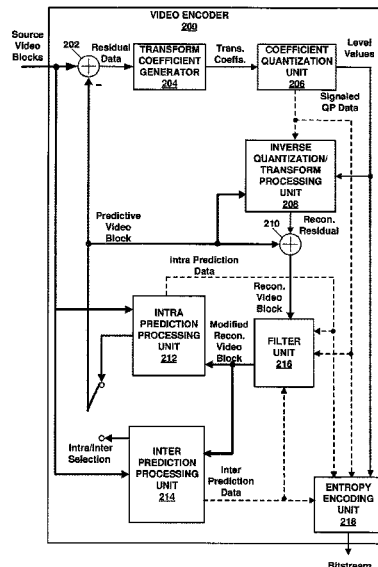 VIDEO ENCODER
200
Source
Video
Blocks
202
Residual
Data
TRANSFORM
COEFFICIENT
GENERATOR
204
Trans.
Coeffs.
COEFFICIENT
QUANTIZATION
UNIT
206
Level
Values
Signaled
QP Data
INVERSE
QUANTIZATION/
TRANSFORM
PROCESSING
UNIT
208
Predictive
Video
Block
210
Recon.
Residual
Intra Prediction
Data
Recon.
Video
Block
INTRA
PREDICTION
PROCESSING
UNIT
212
Modified
Recon.
Video
Block
FILTER
UNIT
216
Intra/Inter
Selection
INTER
PREDICTION
PROCESSING
UNIT
214
Inter
Prediction
Data
ENTROPY
ENCODING
UNIT
218
Bitstream